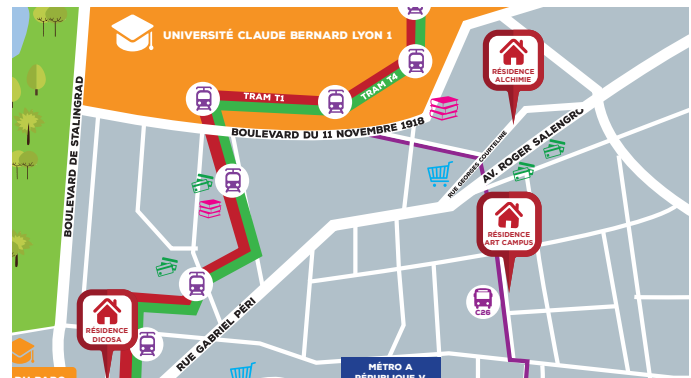 UNIVERSITÉ CLAUDE BERNARD LYON 1
RÉSIDENCE
ALCHIMIE
TRAM T1
TRAM T4
BOULEVARD DU 11 NOVEMBRE 1918
BOULEVARD DE STALINGRAD
RUE GEORGES COURTELINE
AV. ROGER SALENGRO
RÉSIDENCE
ART CAMPUS
C26
RÉSIDENCE
DICOSA
RUE GABRIEL PÉRI
MÉTRO A
RÉPUBLIQUE V